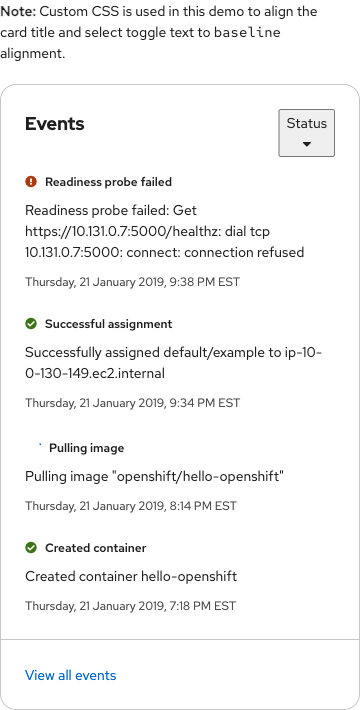 Note: Custom CSS is used in this demo to align the
card title and select toggle text to baseline
alignment.
Events
Status
Readiness probe failed
Readiness probe failed: Get
https://10.131.0.7:5000/healthz: dial tcp
10.131.0.7:5000: connect: connection refused
Thursday, 21 January 2019, 9:38 PM EST
Successful assignment
Successfully assigned default/example to ip-10-
0-130-149.ec2.internal
Thursday, 21 January 2019, 9:34 PM EST
Pulling image
Pulling image "openshift/hello-openshift"
Thursday, 21 January 2019, 8:14 PM EST
Created container
Created container hello-openshift
Thursday, 21 January 2019, 7:18 PM EST
View all events